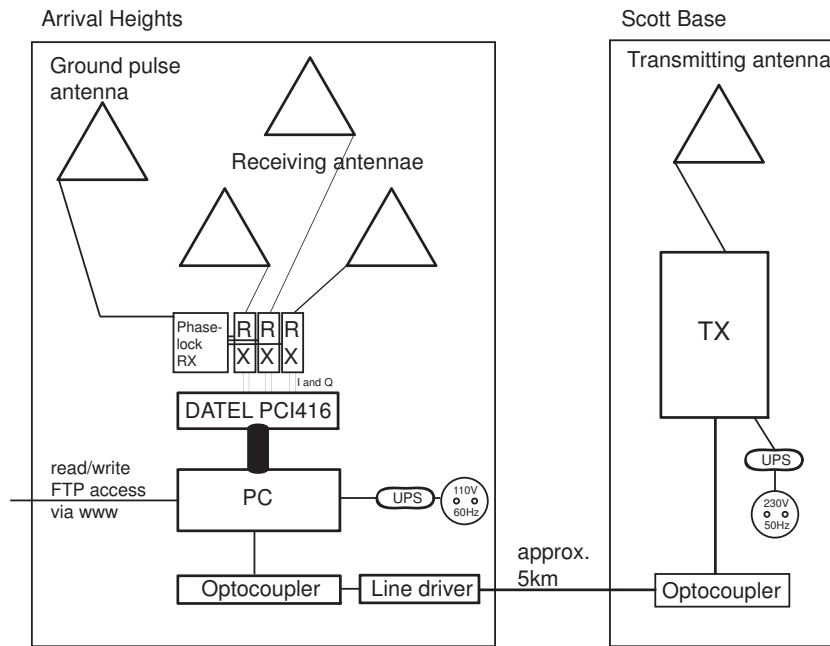 Arrival Heights
Scott Base
Ground pulse
antenna
Transmitting antenna
Receiving antennae
Phase-
lock
RX
R
X
R
X
R
X
TX
I and Q
DATEL PCI416
read/write
FTP access
via www
PC
UPS
110V
60Hz
UPS
230V
50Hz
approx.
5km
Optocoupler
Line driver
Optocoupler